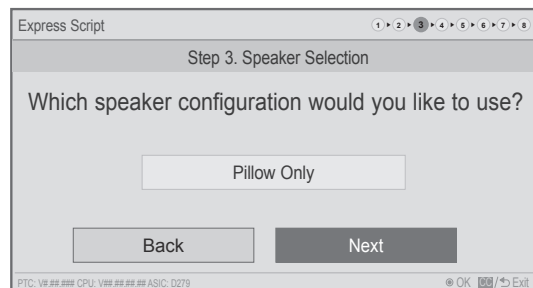 Express Script 1 2 3 4 5 6 7 8
Step 3. Speaker Selection
Which speaker configuration would you like to use?
Pillow Only
Back Next
PTC: V#.##.### CPU: V##.##.##.## ASIC: D279 OK CC / Exit